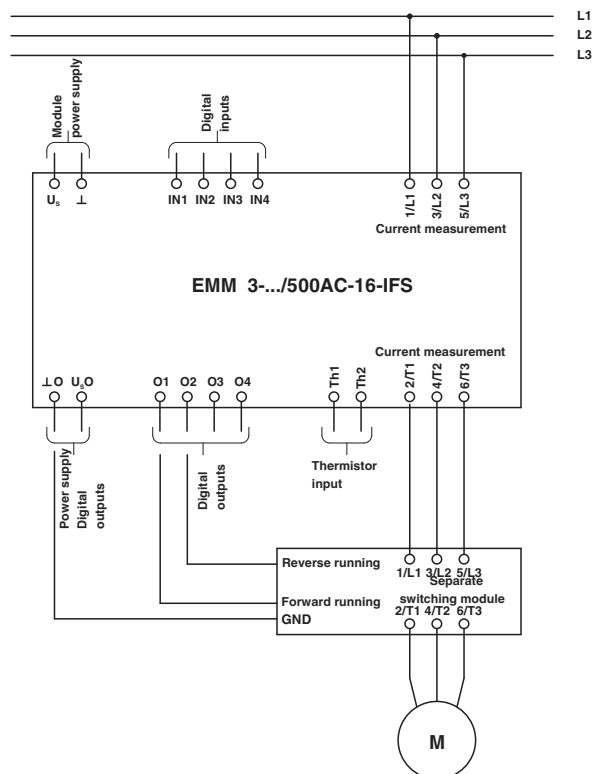 L1
L2
L3
Module
power supply
Digital
inputs
Us ⊥ IN1 IN2 IN3 IN4 1/L1 3/L2 5/L3
Current measurement
EMM 3-.../500AC-16-IFS
Current measurement
⊥O UsO O1 O2 O3 O4 Th1 Th2 2/T1 4/T2 6/T3
Power supply
Digital
outputs
Digital
outputs
Thermistor
input
Reverse running
1/L1 3/L2 5/L3
Separate
switching module
Forward running
2/T1 4/T2 6/T3
GND
M